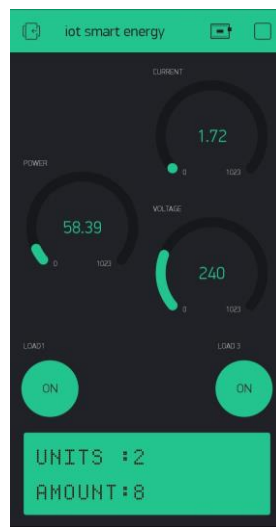 iot smart energy
CURRENT
1.72
0 1023
POWER
58.39
0 1023
VOLTAGE
240
0 1023
LOAD1
LOAD 3
ON
ON
UNITS :2
AMOUNT:8